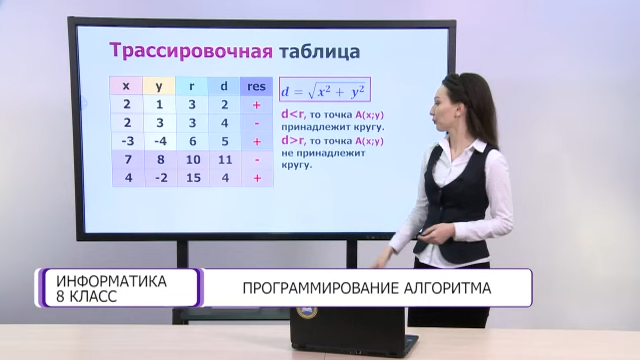 Трассировочная таблица
x y r d res
2 1 3 2 +
2 3 3 4 -
-3 -4 6 5 +
7 8 10 11 -
4 -2 15 4 +
d = √x² + y²
d<r, то точка А(x;y)
принадлежит кругу.
d>r, то точка А(x;y)
не принадлежит
кругу.
ИНФОРМАТИКА
8 КЛАСС
ПРОГРАММИРОВАНИЕ АЛГОРИТМА